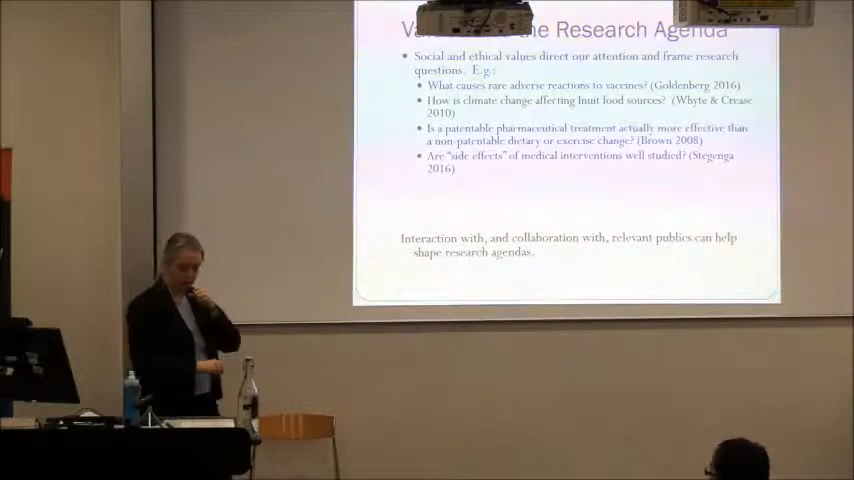 the Research Agenda
• Social and ethical values direct our attention and frame research
questions. E.g.:
• What causes rare adverse reactions to vaccines? (Goldenberg 2016)
• How is climate change affecting Inuit food sources? (Whyte & Crease
2010)
• Is a patentable pharmaceutical treatment actually more effective than
a non-patentable dietary or exercise change? (Brown 2008)
• Are “side effects” of medical interventions well studied? (Stegenga
2016)
Interaction with, and collaboration with, relevant publics can help
shape research agendas.